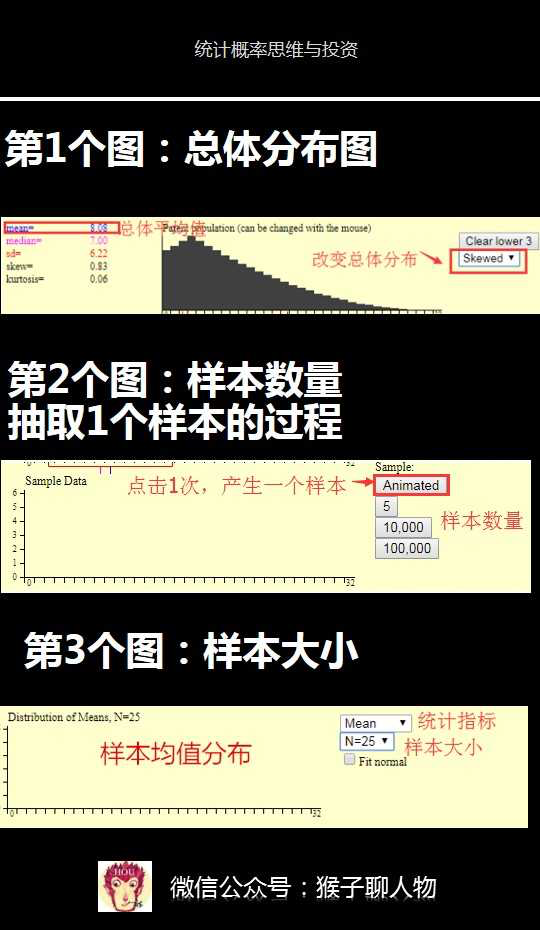 统计概率思维与投资
第1个图：总体分布图
mean= 8.08 总体平均值
Parent population (can be changed with the mouse)
median= 7.00
sd= 6.22
skew= 0.83
kurtosis= 0.06
改变总体分布
Clear lower 3
Skewed
第2个图：样本数量
抽取1个样本的过程
32
Sample:
Sample Data
点击1次，产生一个样本
Animated
5
10,000
100,000
样本数量
6
5
4
3
2
1
0
0 32
第3个图：样本大小
Distribution of Means, N=25
样本均值分布
Mean 统计指标
N=25 样本大小
Fit normal
0 32
HOU
微信公众号：猴子聊人物